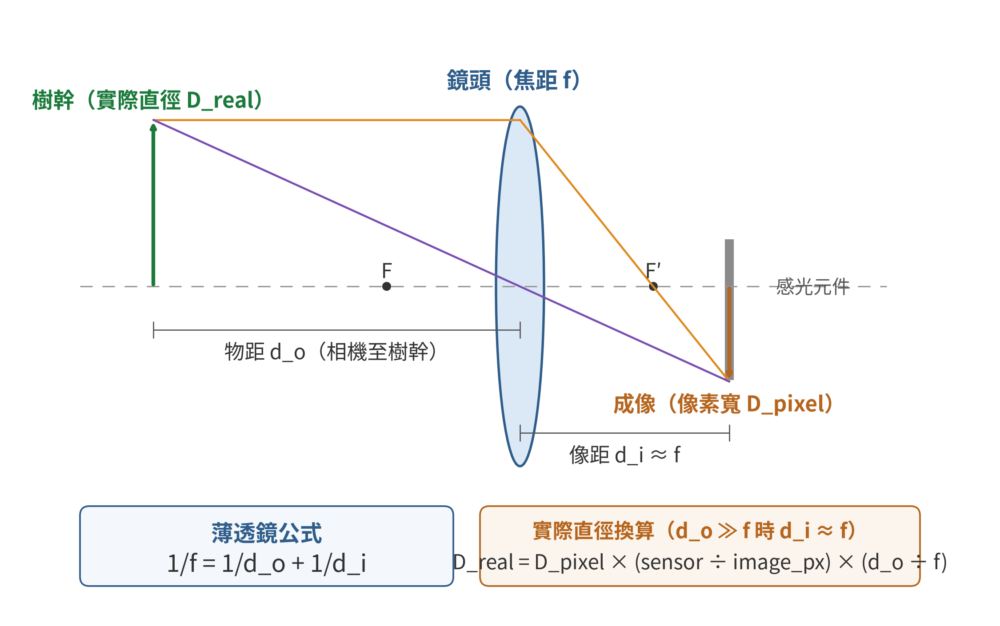 鏡頭（焦距 f）
樹幹（實際直徑 D_real）
F
F′
感光元件
物距 d_o（相機至樹幹）
成像（像素寬 D_pixel）
像距 d_i ≈ f
薄透鏡公式
1/f = 1/d_o + 1/d_i
實際直徑換算（d_o ≫ f 時 d_i ≈ f）
D_real = D_pixel × (sensor ÷ image_px) × (d_o ÷ f)